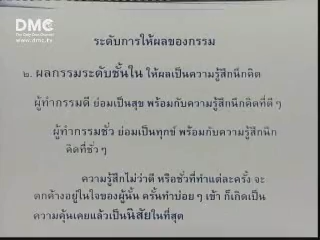 DMC
The Only One Channel
www.dmc.tv
ระดับการให้ผลของกรรม
๒. ผลกรรมระดับชั้นใน ให้ผลเป็นความรู้สึกนึกคิด
ผู้ทำกรรมดี ย่อมเป็นสุข พร้อมกับความรู้สึกนึกคิดที่ดี ๆ
ผู้ทำกรรมชั่ว ย่อมเป็นทุกข์ พร้อมกับความรู้สึกนึก
คิดที่ชั่ว ๆ
ความรู้สึกไม่ว่าดี หรือชั่วที่ทำแต่ละครั้ง จะ
ตกค้างอยู่ในใจของผู้นั้น ครั้นทำบ่อย ๆ เข้า ก็เกิดเป็น
ความคุ้นเคยแล้วเป็นนิสัยในที่สุด